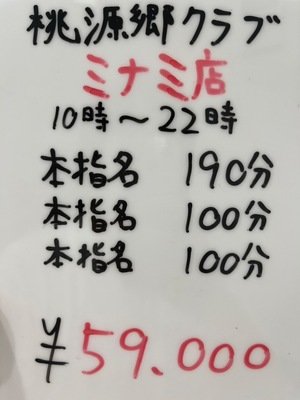 桃源郷クラブ
ミナミ店
10時〜22時
本指名 190分
本指名 100分
本指名 100分
¥59.000